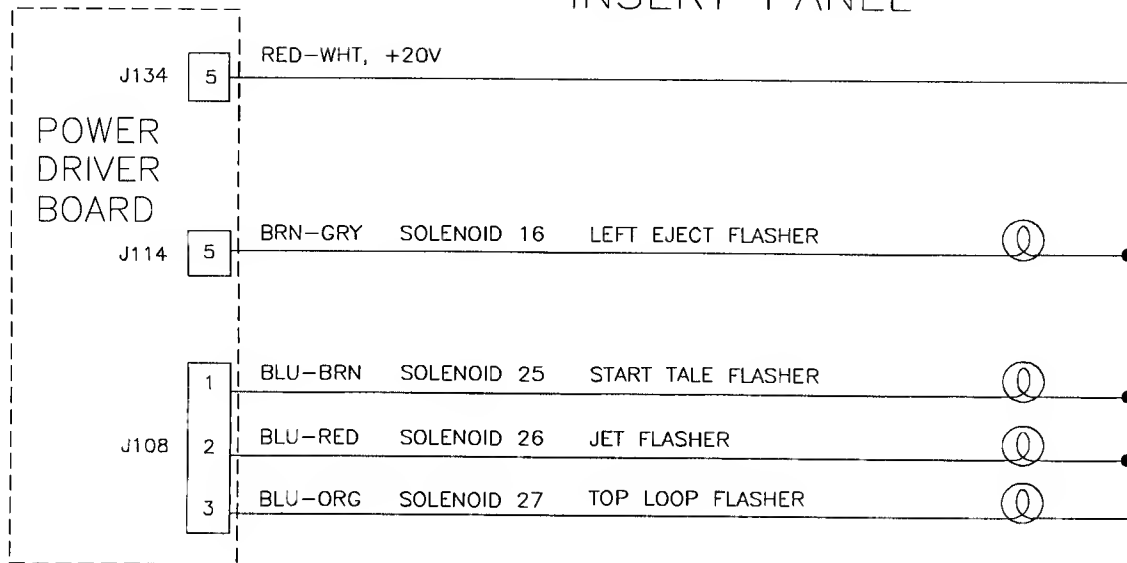 INSERT PANEL
RED-WHT, +20V
J134 5
POWER
DRIVER
BOARD
BRN-GRY SOLENOID 16 LEFT EJECT FLASHER
J114 5
1 BLU-BRN SOLENOID 25 START TALE FLASHER
J108 2 BLU-RED SOLENOID 26 JET FLASHER
3 BLU-ORG SOLENOID 27 TOP LOOP FLASHER